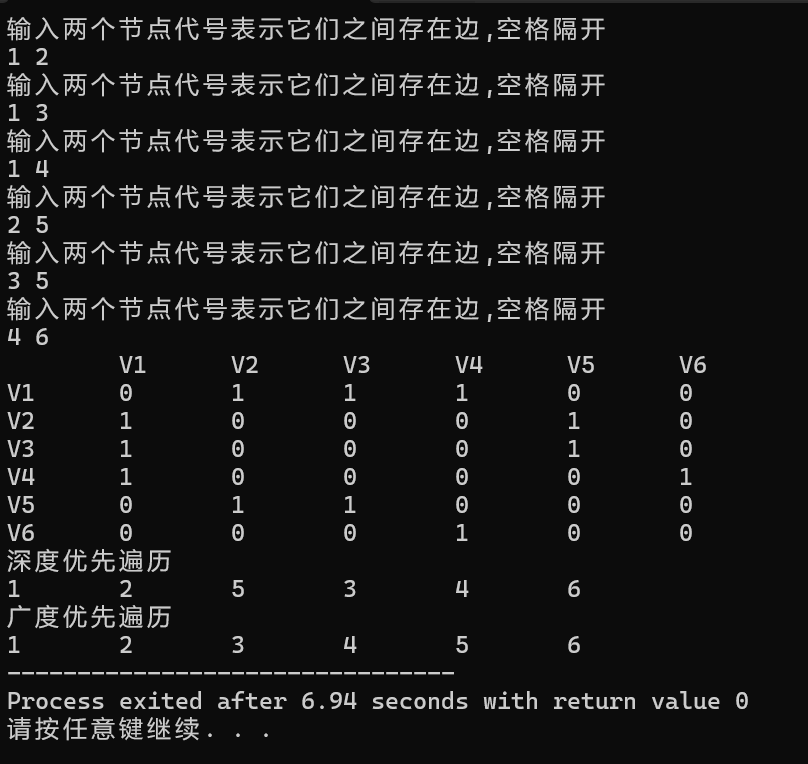 输入两个节点代号表示它们之间存在边,空格隔开
1 2
输入两个节点代号表示它们之间存在边,空格隔开
1 3
输入两个节点代号表示它们之间存在边,空格隔开
1 4
输入两个节点代号表示它们之间存在边,空格隔开
2 5
输入两个节点代号表示它们之间存在边,空格隔开
3 5
输入两个节点代号表示它们之间存在边,空格隔开
4 6
        V1      V2      V3      V4      V5      V6
V1      0       1       1       1       0       0
V2      1       0       0       0       1       0
V3      1       0       0       0       1       0
V4      1       0       0       0       0       1
V5      0       1       1       0       0       0
V6      0       0       0       1       0       0
深度优先遍历
1       2       5       3       4       6
广度优先遍历
1       2       3       4       5       6
--------------------------------
Process exited after 6.94 seconds with return value 0
请按任意键继续. . .